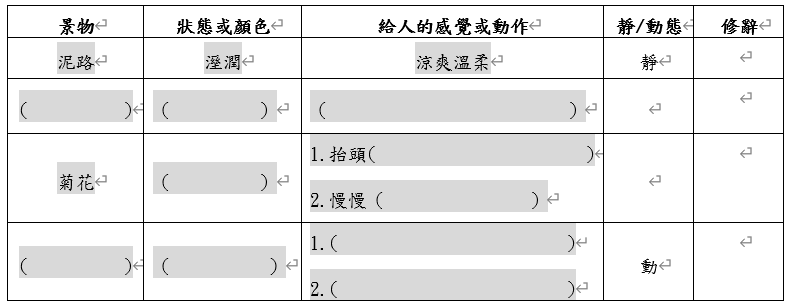 景物 狀態或顏色 給人的感覺或動作 靜/動態 修辭
泥路 溼潤 涼爽溫柔 靜
( ) ( ) ( )
菊花 ( ) 1.抬頭( )
2.慢慢 ( )
( ) ( ) 1.( ) 動
2.( )